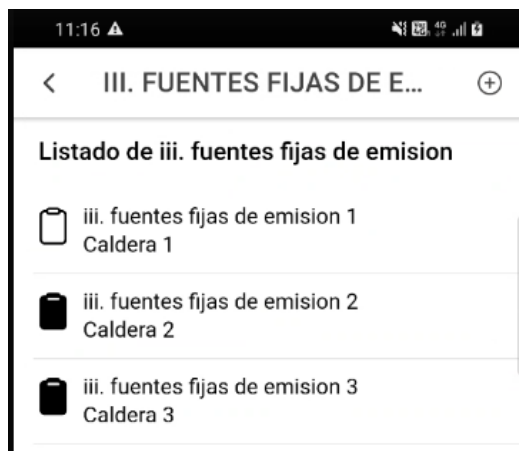 11:16
4G
III. FUENTES FIJAS DE E...
Listado de iii. fuentes fijas de emision
iii. fuentes fijas de emision 1
Caldera 1
iii. fuentes fijas de emision 2
Caldera 2
iii. fuentes fijas de emision 3
Caldera 3